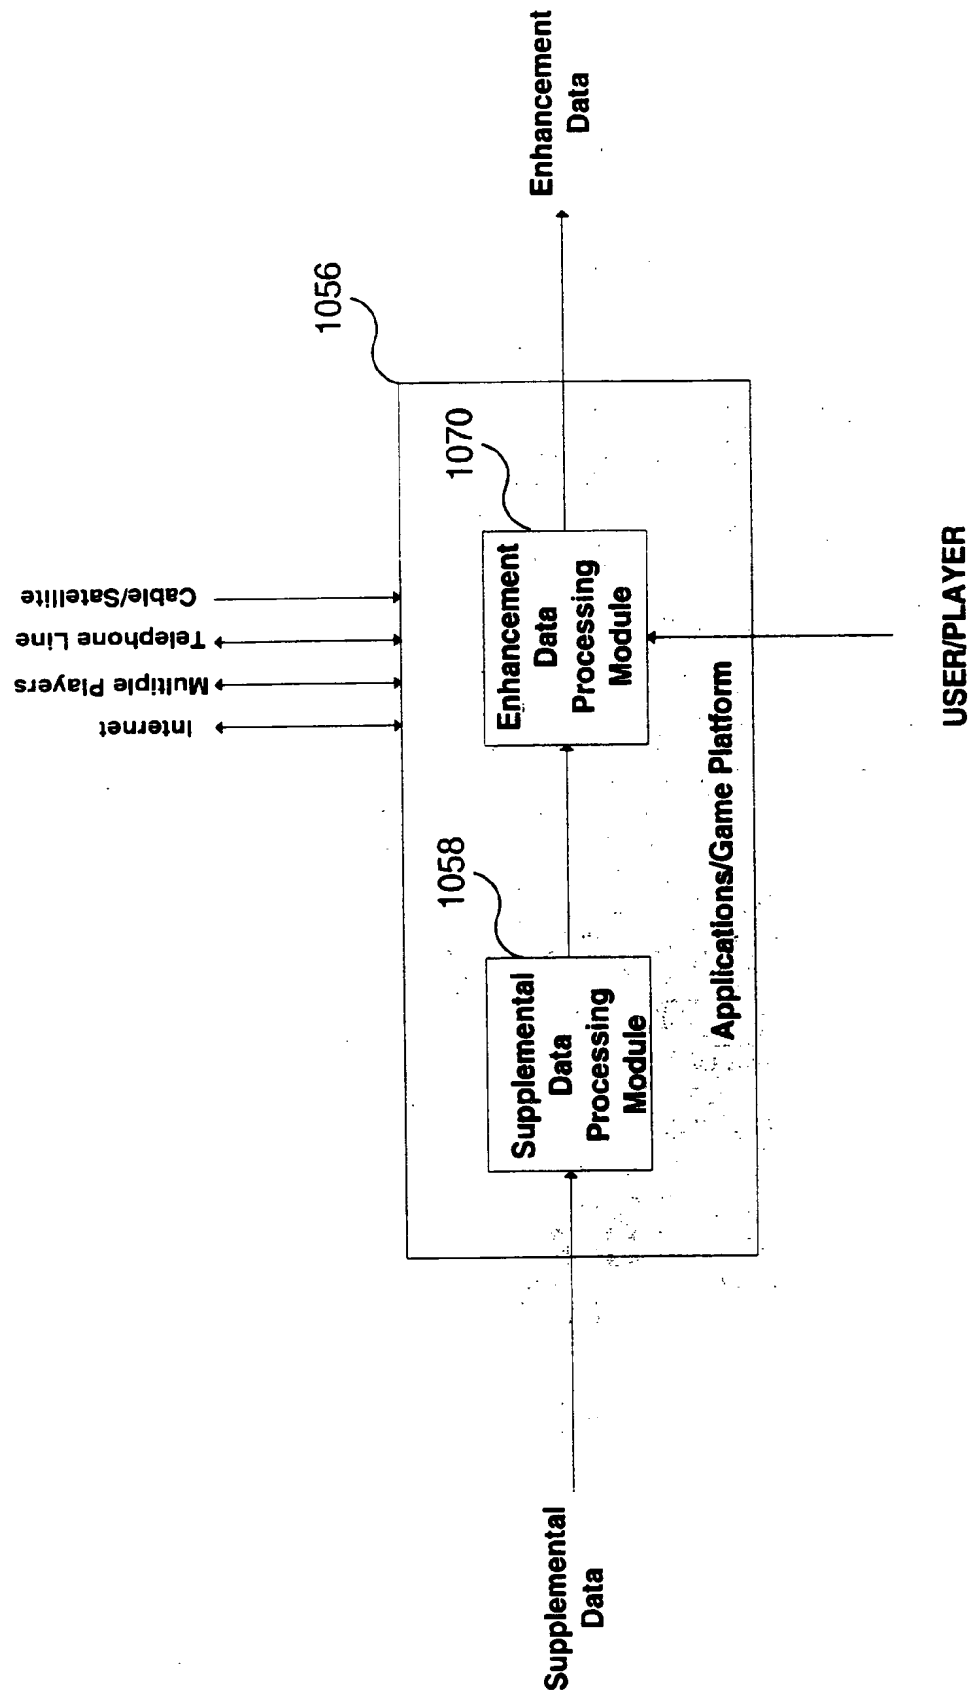 Internet
Multiple Players
Telephone Line
Cable/Satellite
1056
Supplemental
Data
1058
Supplemental
Data
Processing
Module
1070
Enhancement
Data
Processing
Module
Enhancement
Data
Applications/Game Platform
USER/PLAYER